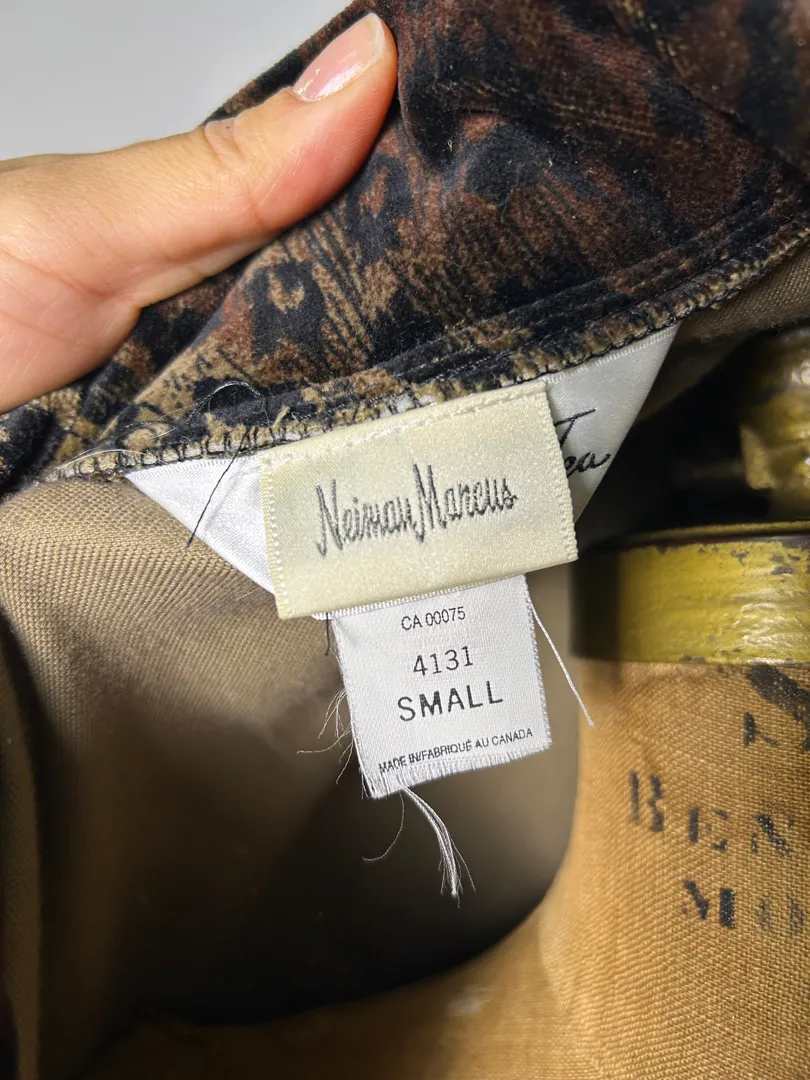 Neiman Marcus
CA 00075
4131
SMALL
MADE IN/FABRIQUÉ AU CANADA